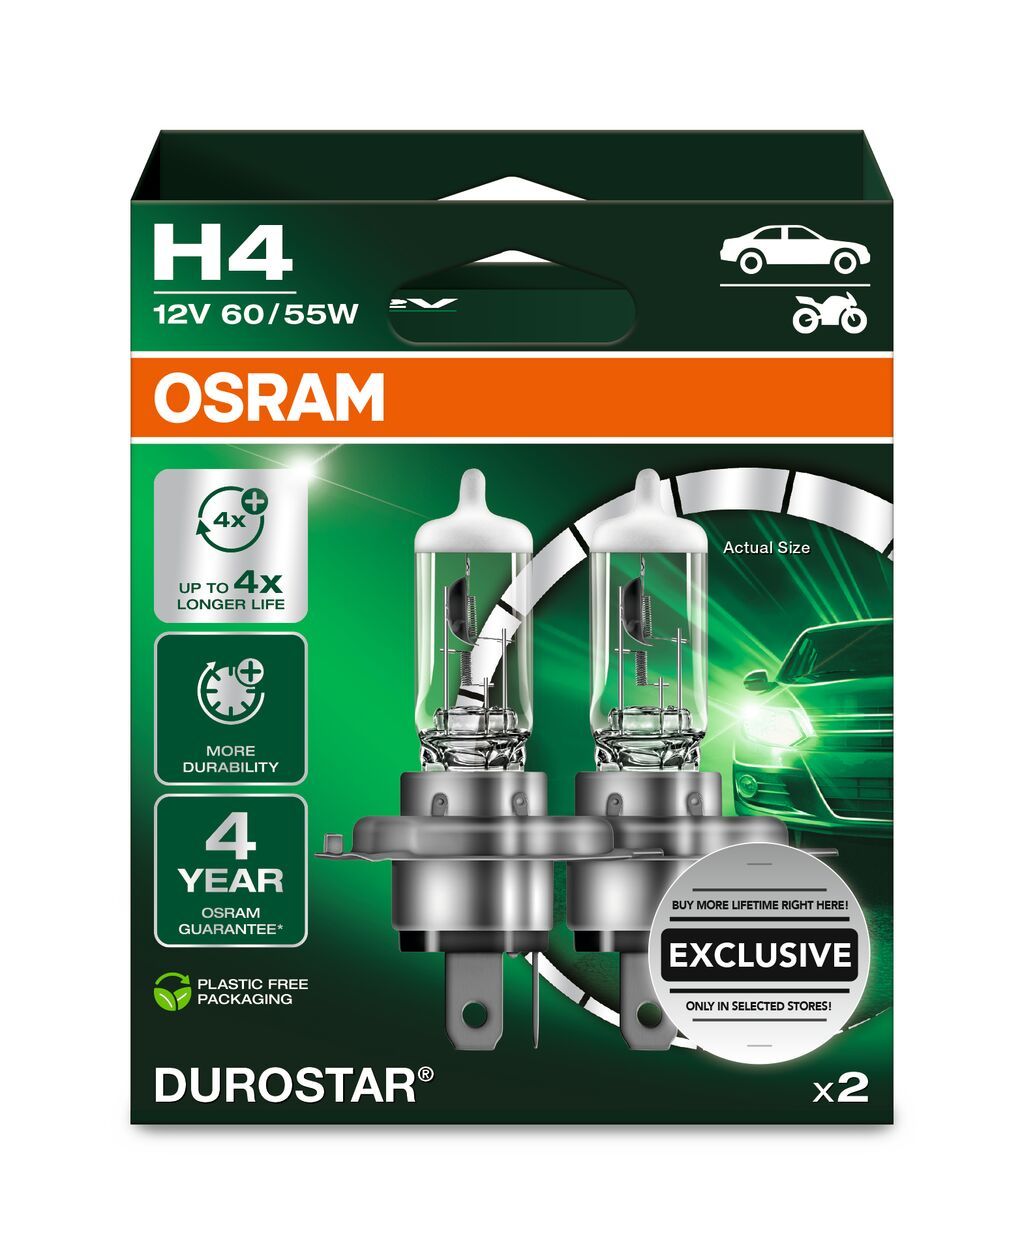 H4
12V 60/55W
OSRAM
4x
UP TO 4x
LONGER LIFE
Actual Size
MORE
DURABILITY
4
YEAR
OSRAM
GUARANTEE*
PLASTIC FREE
PACKAGING
BUY MORE LIFETIME RIGHT HERE!
EXCLUSIVE
ONLY IN SELECTED STORES!
DUROSTAR®
x2